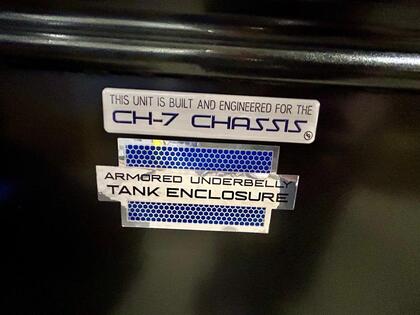 THIS UNIT IS BUILT AND ENGINEERED FOR THE
CH-7 CHASSIS
ARMORED UNDERBELLY
TANK ENCLOSURE